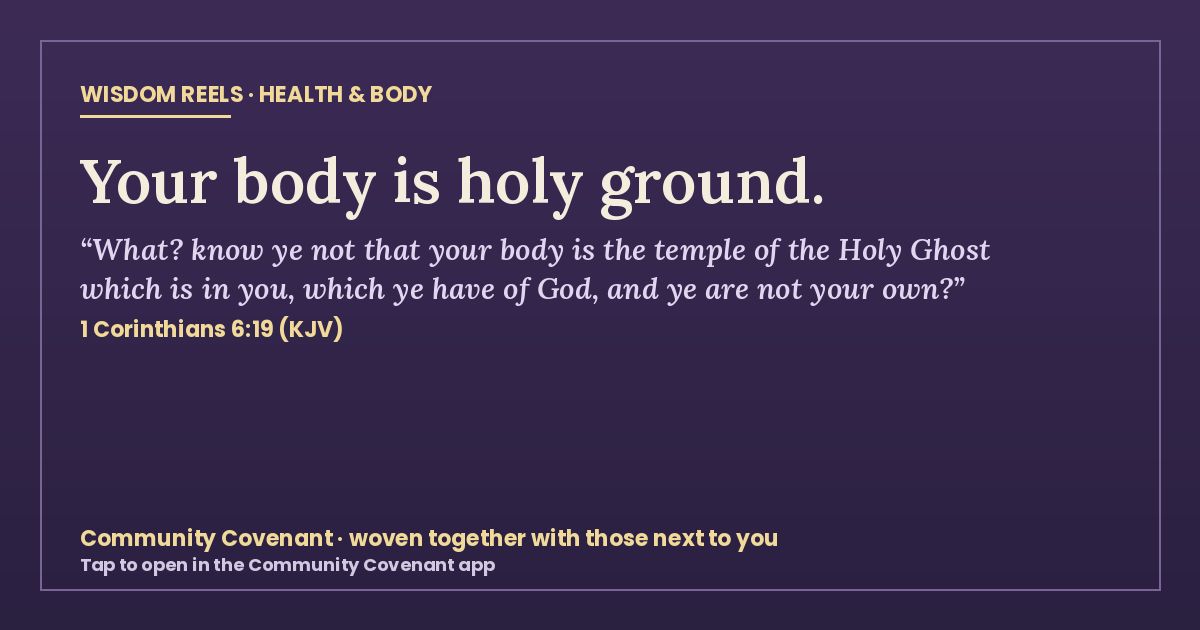 WISDOM REELS · HEALTH & BODY
Your body is holy ground.
“What? know ye not that your body is the temple of the Holy Ghost
which is in you, which ye have of God, and ye are not your own?”
1 Corinthians 6:19 (KJV)
Community Covenant · woven together with those next to you
Tap to open in the Community Covenant app